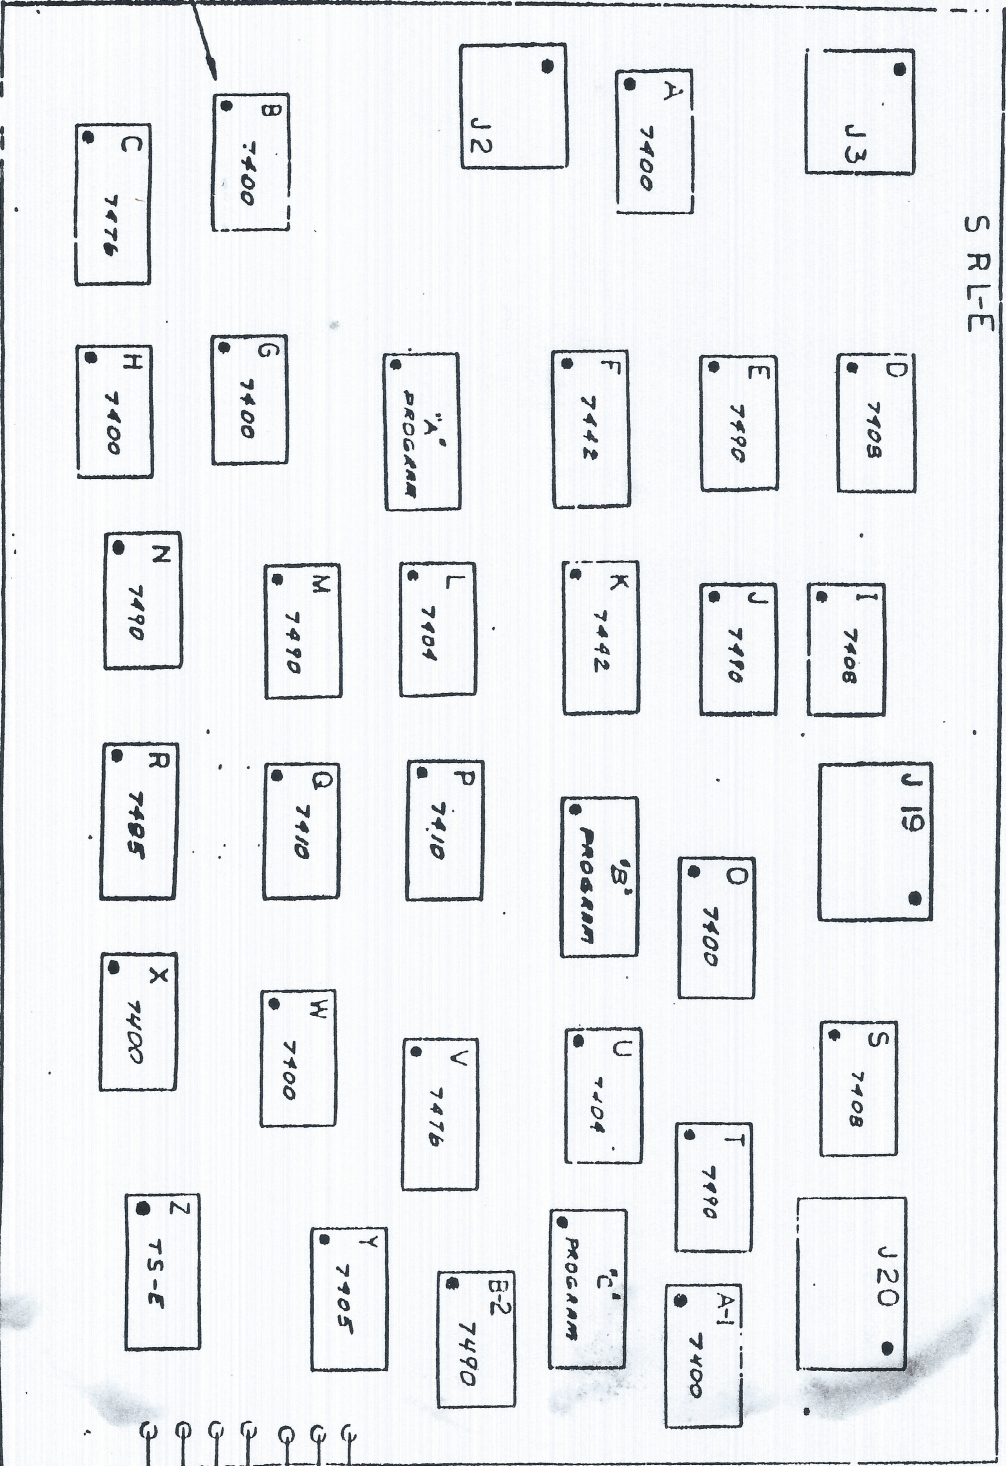 SRL-E
J3
D
7408
I
7408
J 19
S
7408
J20
E
7490
J
7490
O
7400
T
7490
A-1
7400
A
7400
F
7442
K
7442
"B"
PROGRAM
U
7404
"C"
PROGRAM
J2
"A"
PROGRAM
L
7404
P
7410
V
7476
B-2
7490
B
7400
G
7400
M
7490
Q
7410
W
7400
Y
7405
C
7476
H
7400
N
7490
R
7485
X
7400
Z
TS-E